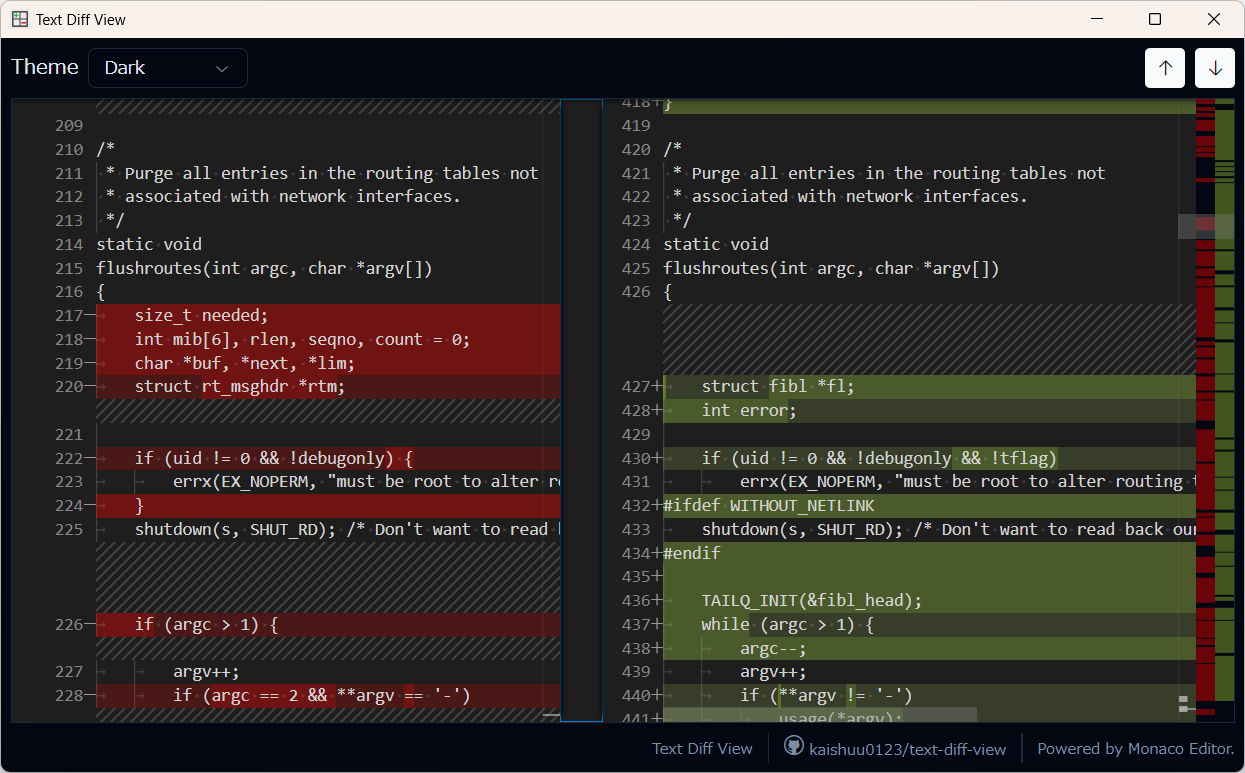 Text Diff View
Theme Dark
209
210 /*
211  * Purge all entries in the routing tables not
212  * associated with network interfaces.
213  */
214 static void
215 flushroutes(int argc, char *argv[])
216 {
217—    size_t needed;
218—    int mib[6], rlen, seqno, count = 0;
219—    char *buf, *next, *lim;
220—    struct rt_msghdr *rtm;
221
222—    if (uid != 0 && !debugonly) {
223         errx(EX_NOPERM, "must be root to alter
224—    }
225     shutdown(s, SHUT_RD); /* Don't want to read
226—    if (argc > 1) {
227         argv++;
228—        if (argc == 2 && **argv == '-')
418+}
419
420 /*
421  * Purge all entries in the routing tables not
422  * associated with network interfaces.
423  */
424 static void
425 flushroutes(int argc, char *argv[])
426 {
427+    struct fibl *fl;
428+    int error;
429
430+    if (uid != 0 && !debugonly && !tflag)
431         errx(EX_NOPERM, "must be root to alter routing
432+#ifdef WITHOUT_NETLINK
433     shutdown(s, SHUT_RD); /* Don't want to read back our
434+#endif
435+
436+    TAILQ_INIT(&fibl_head);
437+    while (argc > 1) {
438+        argc--;
439         argv++;
440+        if (**argv != '-')
441+            usage(*argv);
Text Diff View
kaishuu0123/text-diff-view
Powered by Monaco Editor.